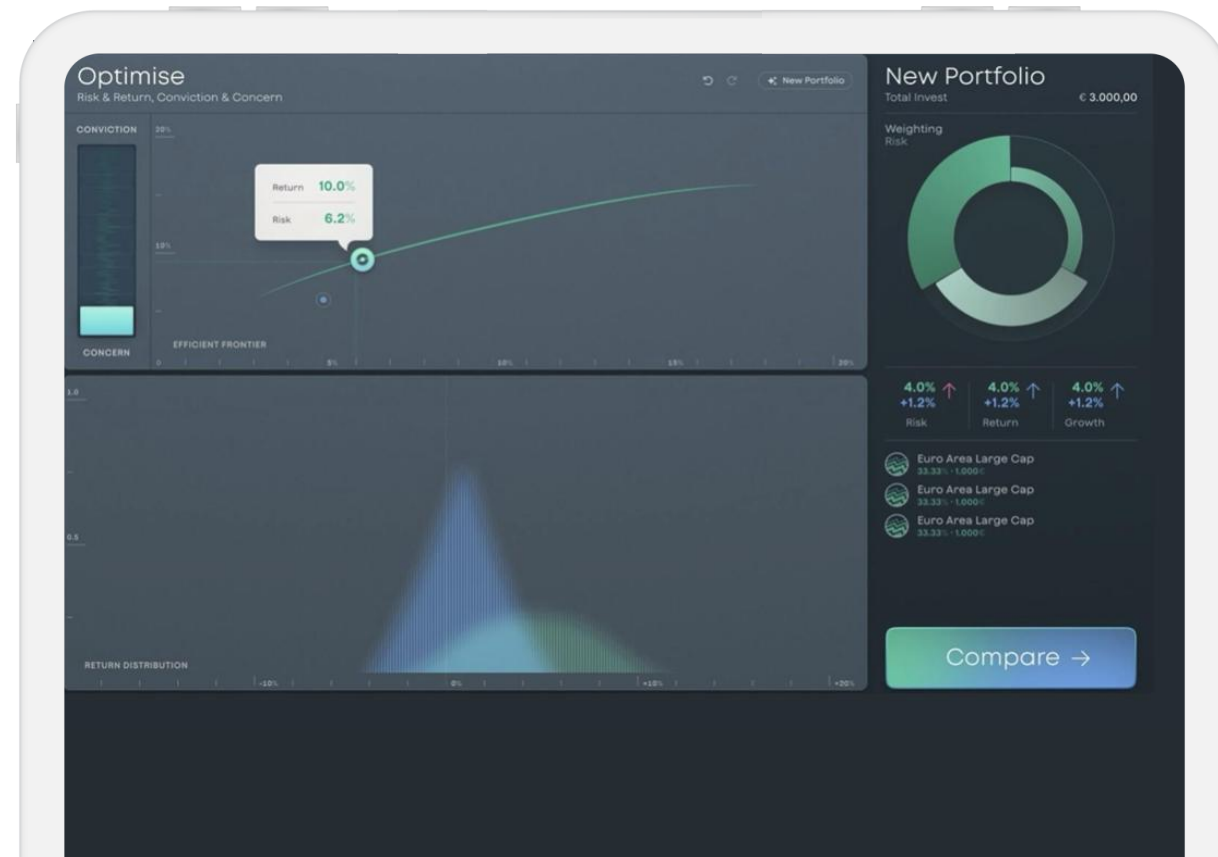 Optimise
Risk & Return, Conviction & Concern
New Portfolio
CONVICTION
CONCERN
20%
10%
Return 10.0%
Risk 6.2%
EFFICIENT FRONTIER
0 5% 10% 15% 20%
1.0
0.5
RETURN DISTRIBUTION
-10% 0% +10% +20%
New Portfolio
Total Invest € 3.000,00
Weighting
Risk
4.0% 4.0% 4.0%
+1.2% +1.2% +1.2%
Risk Return Growth
Euro Area Large Cap
33.33% · 1.000€
Euro Area Large Cap
33.33% · 1.000€
Euro Area Large Cap
33.33% · 1.000€
Compare →